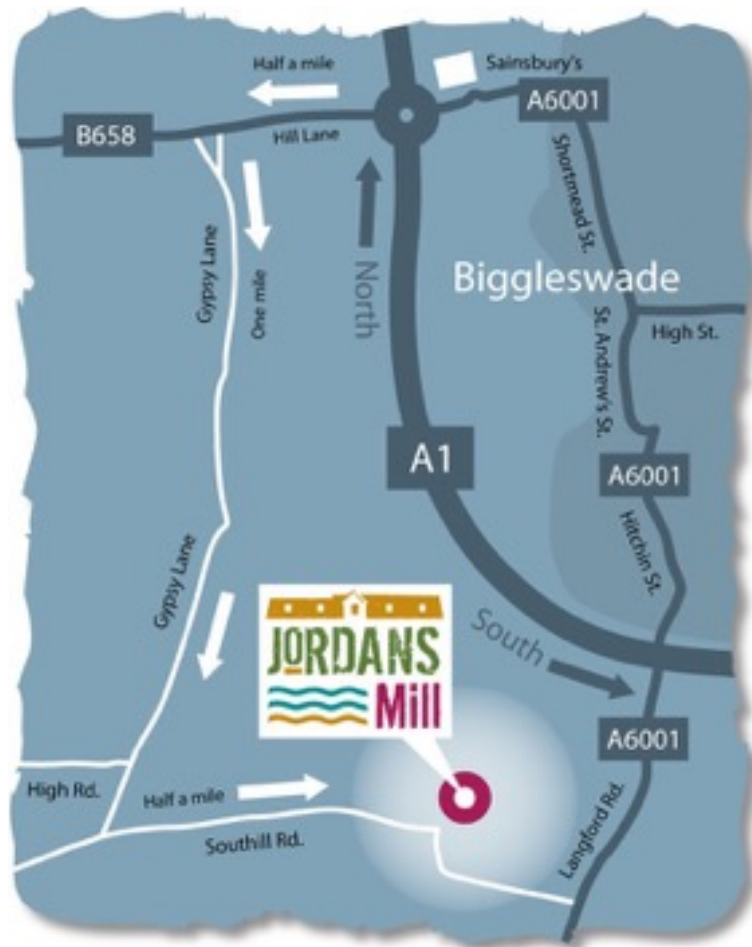 Half a mile
Sainsbury's
A6001
B658
Hill Lane
Shortmead St.
Gypsy Lane
One mile
North
Biggleswade
High St.
St. Andrew's St.
A1
A6001
Hitchin St.
Gypsy Lane
JORDANS
Mill
South
A6001
High Rd.
Half a mile
Southill Rd.
Langford Rd.